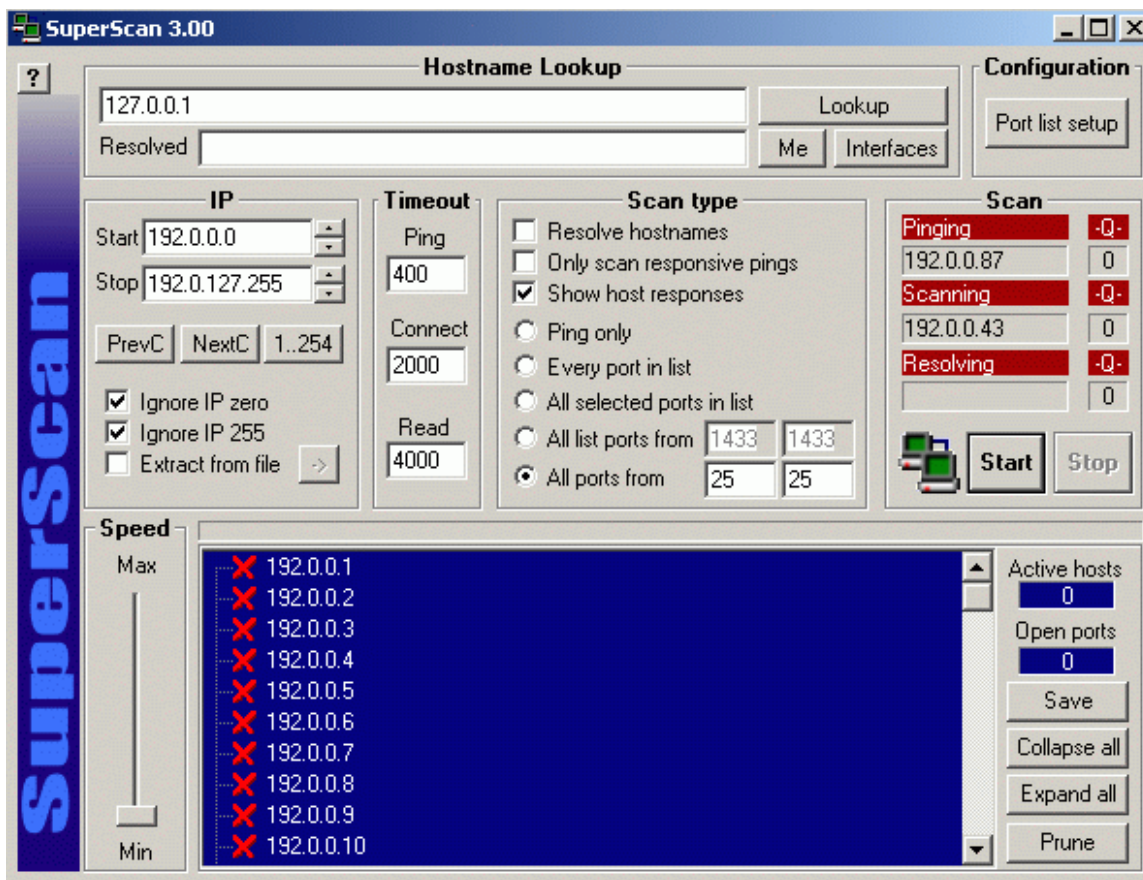 SuperScan 3.00
?
Hostname Lookup
127.0.0.1
Lookup
Resolved
Me
Interfaces
Configuration
Port list setup
SuperScan
IP
Start 192.0.0.0
Stop 192.0.127.255
PrevC NextC 1..254
Ignore IP zero
Ignore IP 255
Extract from file ->
Timeout
Ping
400
Connect
2000
Read
4000
Scan type
Resolve hostnames
Only scan responsive pings
Show host responses
Ping only
Every port in list
All selected ports in list
All list ports from 1433 1433
All ports from 25 25
Scan
Pinging -Q-
192.0.0.87 0
Scanning -Q-
192.0.0.43 0
Resolving -Q-
0
Start Stop
Speed
Max
Min
192.0.0.1
192.0.0.2
192.0.0.3
192.0.0.4
192.0.0.5
192.0.0.6
192.0.0.7
192.0.0.8
192.0.0.9
192.0.0.10
Active hosts
0
Open ports
0
Save
Collapse all
Expand all
Prune